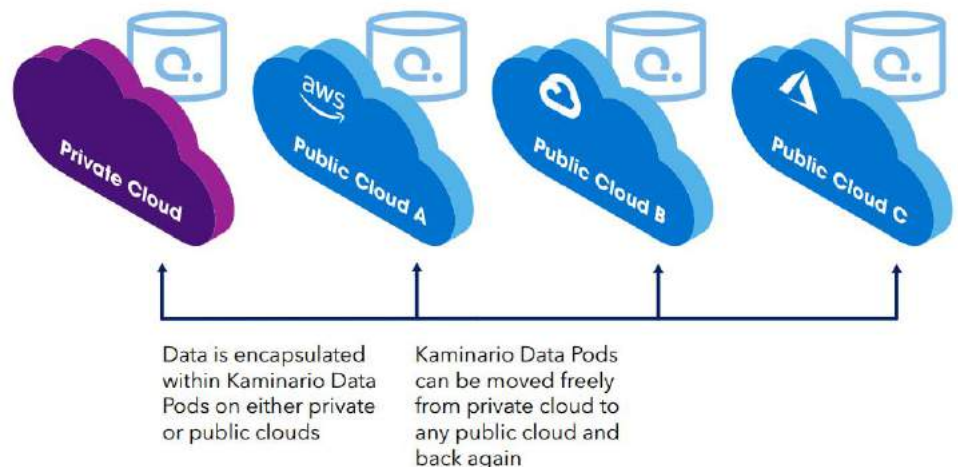 Private Cloud
aws
Public Cloud A
Public Cloud B
Public Cloud C
Data is encapsulated
within Kaminario Data
Pods on either private
or public clouds
Kaminario Data Pods
can be moved freely
from private cloud to
any public cloud and
back again